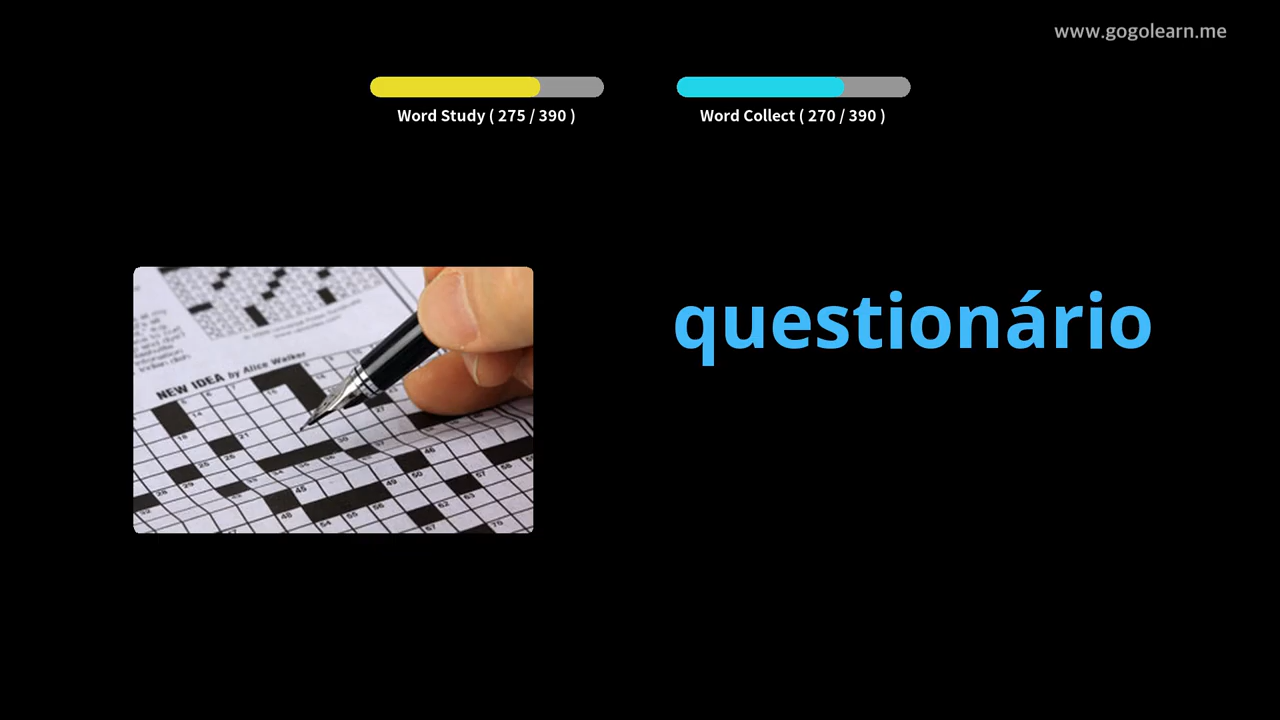 www.gogolearn.me
Word Study ( 275 / 390 )
Word Collect ( 270 / 390 )
questionário
NEW IDEA by Alice Walker